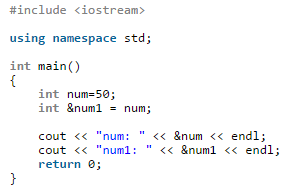 #include <iostream>
using namespace std;
int main()
{
    int num=50;
    int &num1 = num;
    cout << "num: " << &num << endl;
    cout << "num1: " << &num1 << endl;
    return 0;
}